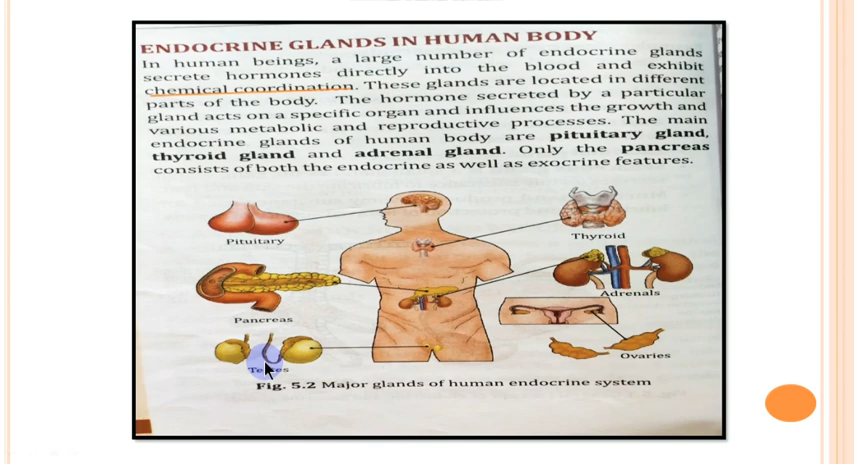 ENDOCRINE GLANDS IN HUMAN BODY
In human beings, a large number of endocrine glands
secrete hormones directly into the blood and exhibit
chemical coordination. These glands are located in different
parts of the body. The hormone secreted by a particular
gland acts on a specific organ and influences the growth and
various metabolic and reproductive processes. The main
endocrine glands of human body are pituitary gland,
thyroid gland and adrenal gland. Only the pancreas
consists of both the endocrine as well as exocrine features.
Pituitary
Thyroid
Adrenals
Pancreas
Ovaries
Testes
Fig. 5.2 Major glands of human endocrine system